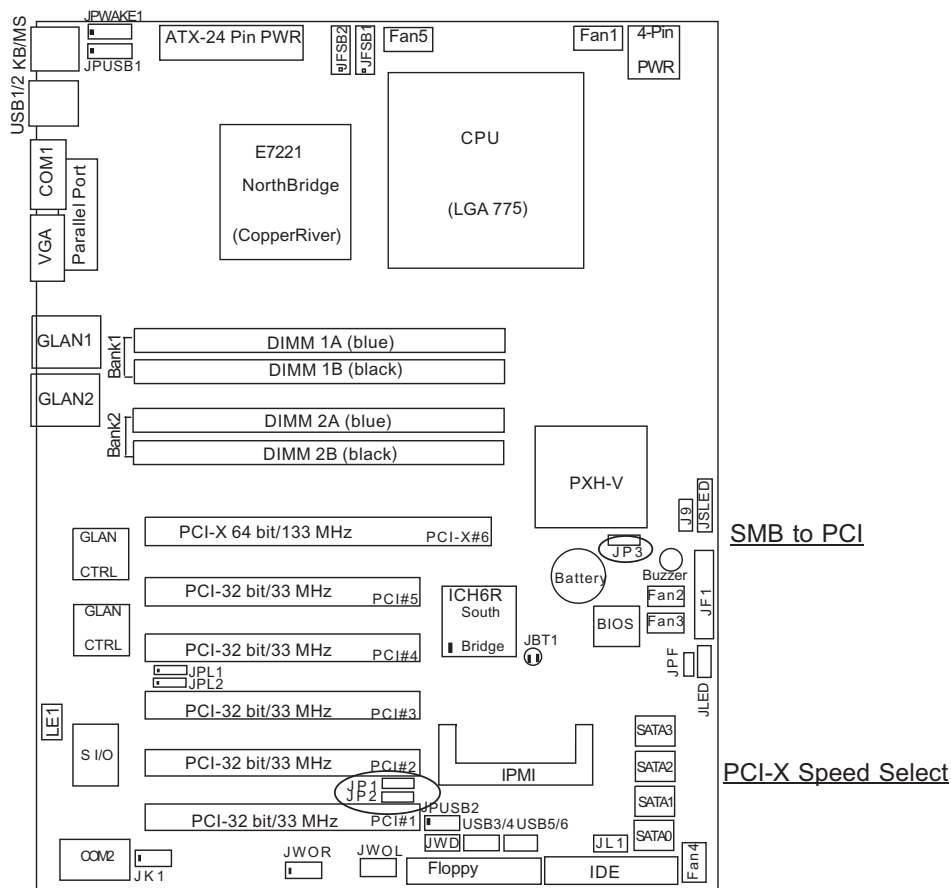 JPWAKE1
KB/MS
JPUSB1
USB1/2
ATX-24 Pin PWR
JFSB2
JFSB1
Fan5
Fan1
4-Pin
PWR
CPU
(LGA 775)
E7221
NorthBridge
(CopperRiver)
COM1
Parallel Port
VGA
GLAN1
GLAN2
Bank1
DIMM 1A (blue)
DIMM 1B (black)
Bank2
DIMM 2A (blue)
DIMM 2B (black)
PXH-V
J9
JSLED
SMB to PCI
GLAN
CTRL
PCI-X 64 bit/133 MHz
PCI-X#6
JP3
Battery
Buzzer
Fan2
Fan3
JF1
PCI-32 bit/33 MHz
PCI#5
GLAN
CTRL
ICH6R
South
Bridge
JBT1
BIOS
PCI-32 bit/33 MHz
PCI#4
JPL1
JPL2
JPF
JLED
PCI-32 bit/33 MHz
PCI#3
LE1
S I/O
SATA3
PCI-32 bit/33 MHz
PCI#2
IPMI
SATA2
PCI-X Speed Select
JP1
JP2
PCI-32 bit/33 MHz
PCI#1
JPUSB2
USB3/4
USB5/6
SATA1
SATA0
COM2
JK1
JWOR
JWOL
JWD
JL1
Floppy
IDE
Fan4